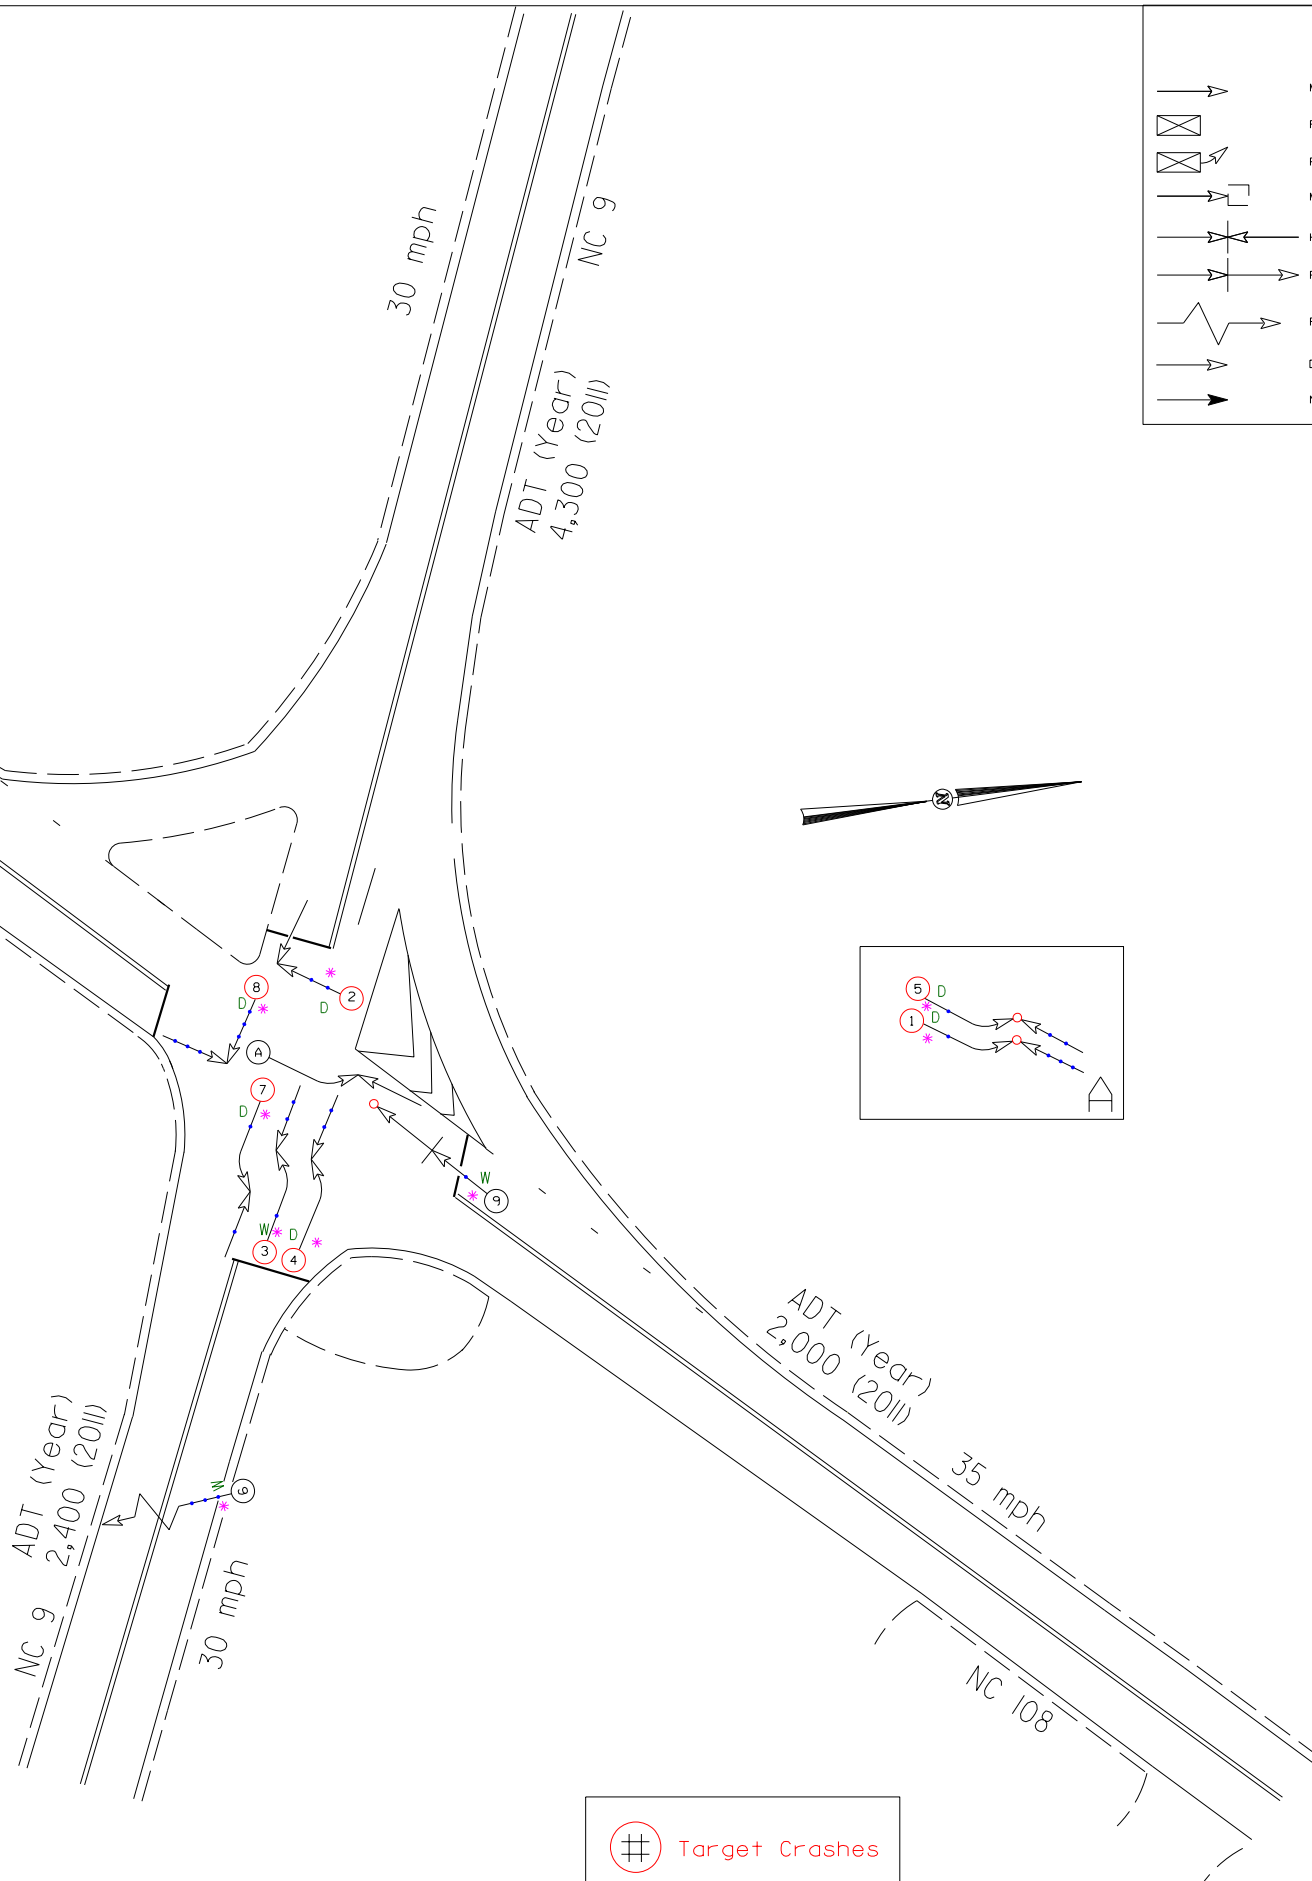 30 mph
NC 9
ADT (Year)
4,300 (2011)
N
8
D
2
D
A
7
D
W
9
W
D
3
4
5
D
1
D
ADT (Year)
2,000 (2011)
35 mph
NC 9
ADT (Year)
2,400 (2011)
W
6
30 mph
NC 108
# Target Crashes